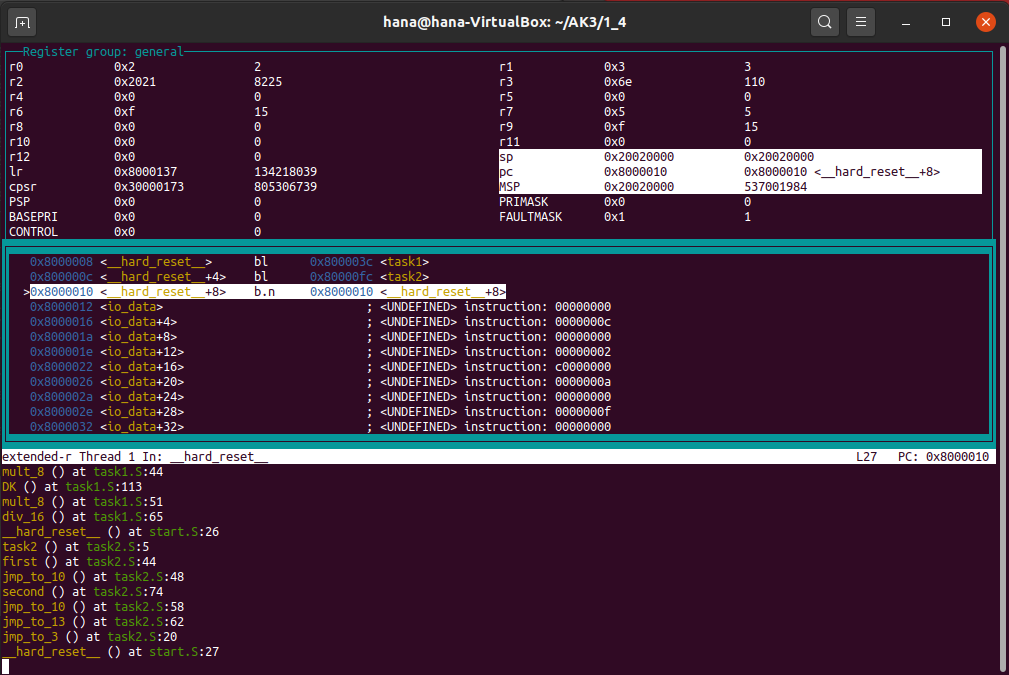 hana@hana-VirtualBox: ~/AK3/1_4
Register group: general
r0 0x2 2 r1 0x3 3
r2 0x2021 8225 r3 0x6e 110
r4 0x0 0 r5 0x0 0
r6 0xf 15 r7 0x5 5
r8 0x0 0 r9 0xf 15
r10 0x0 0 r11 0x0 0
r12 0x0 0 sp 0x20020000 0x20020000
lr 0x8000137 134218039 pc 0x8000010 0x8000010 <__hard_reset__+8>
cpsr 0x30000173 805306739 MSP 0x20020000 537001984
PSP 0x0 0 PRIMASK 0x0 0
BASEPRI 0x0 0 FAULTMASK 0x1 1
CONTROL 0x0 0
0x8000008 <__hard_reset__> bl 0x800003c <task1>
0x800000c <__hard_reset__+4> bl 0x80000fc <task2>
>0x8000010 <__hard_reset__+8> b.n 0x8000010 <__hard_reset__+8>
0x8000012 <io_data> ; <UNDEFINED> instruction: 00000000
0x8000016 <io_data+4> ; <UNDEFINED> instruction: 0000000c
0x800001a <io_data+8> ; <UNDEFINED> instruction: 00000000
0x800001e <io_data+12> ; <UNDEFINED> instruction: 00000002
0x8000022 <io_data+16> ; <UNDEFINED> instruction: c0000000
0x8000026 <io_data+20> ; <UNDEFINED> instruction: 0000000a
0x800002a <io_data+24> ; <UNDEFINED> instruction: 00000000
0x800002e <io_data+28> ; <UNDEFINED> instruction: 0000000f
0x8000032 <io_data+32> ; <UNDEFINED> instruction: 00000000
extended-r Thread 1 In: __hard_reset__ L27 PC: 0x8000010
mult_8 () at task1.S:44
DK () at task1.S:113
mult_8 () at task1.S:51
div_16 () at task1.S:65
__hard_reset__ () at start.S:26
task2 () at task2.S:5
first () at task2.S:44
jmp_to_10 () at task2.S:48
second () at task2.S:74
jmp_to_10 () at task2.S:58
jmp_to_13 () at task2.S:62
jmp_to_3 () at task2.S:20
__hard_reset__ () at start.S:27